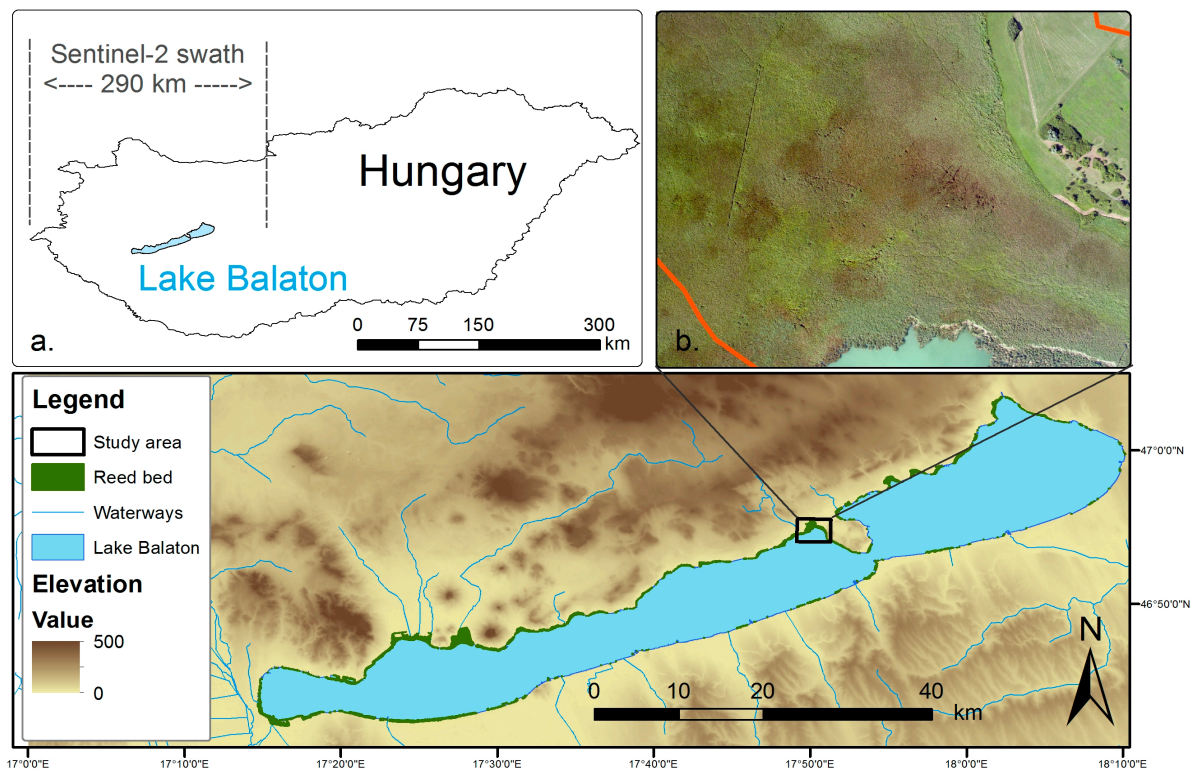 Sentinel-2 swath
<---- 290 km ----->
Hungary
Lake Balaton
0 75 150 300
km
a.
b.
Legend
Study area
Reed bed
Waterways
Lake Balaton
Elevation
Value
500
0
47°0'0"N
46°50'0"N
N
0 10 20 40
km
17°0'0"E 17°10'0"E 17°20'0"E 17°30'0"E 17°40'0"E 17°50'0"E 18°0'0"E 18°10'0"E